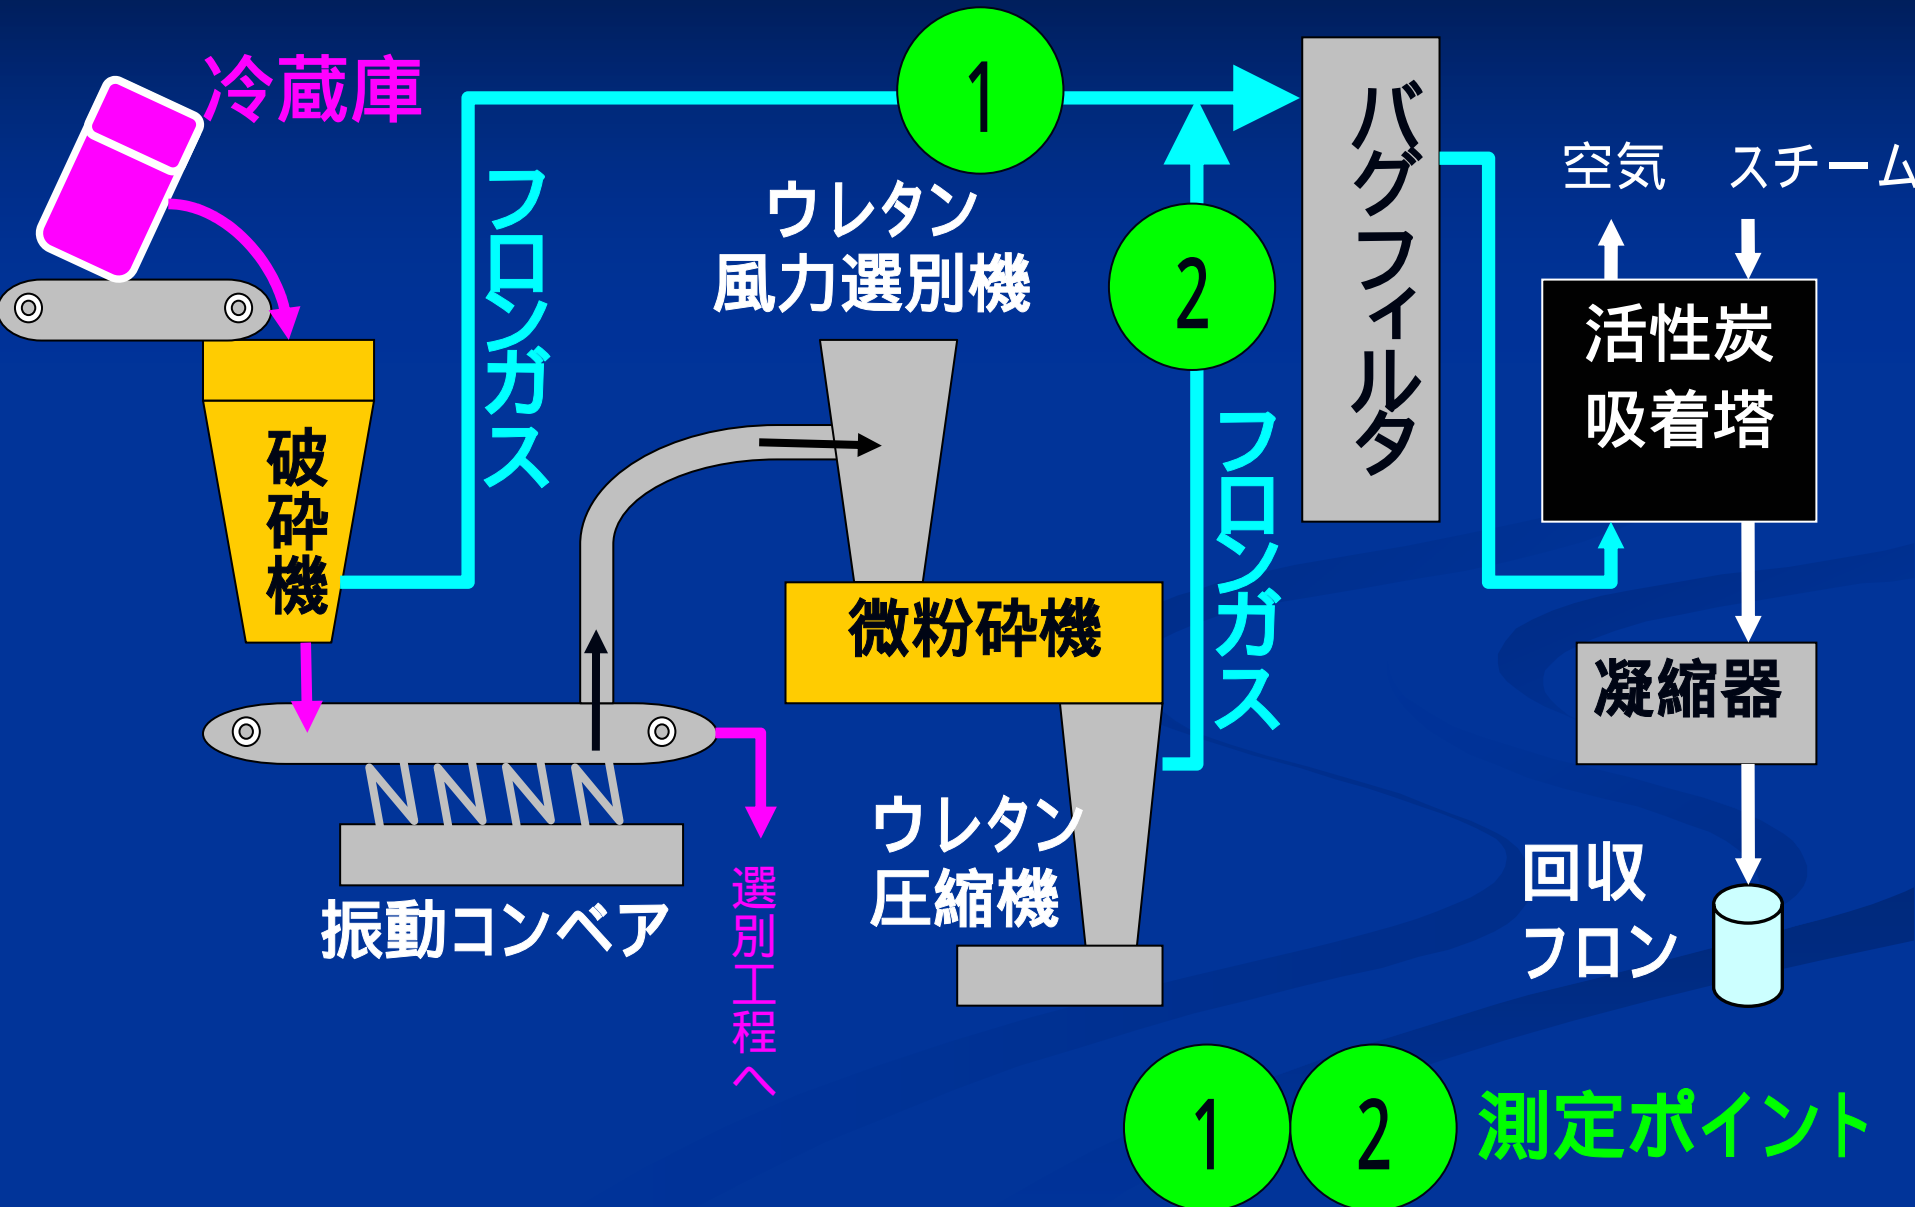 冷蔵庫
1
バグフィルタ
空気
スチーム
フロンガス
ウレタン
風力選別機
2
活性炭
吸着塔
破砕機
フロンガス
微粉砕機
凝縮器
ウレタン
圧縮機
回収
フロン
振動コンベア
選別工程へ
1
2
測定ポイント